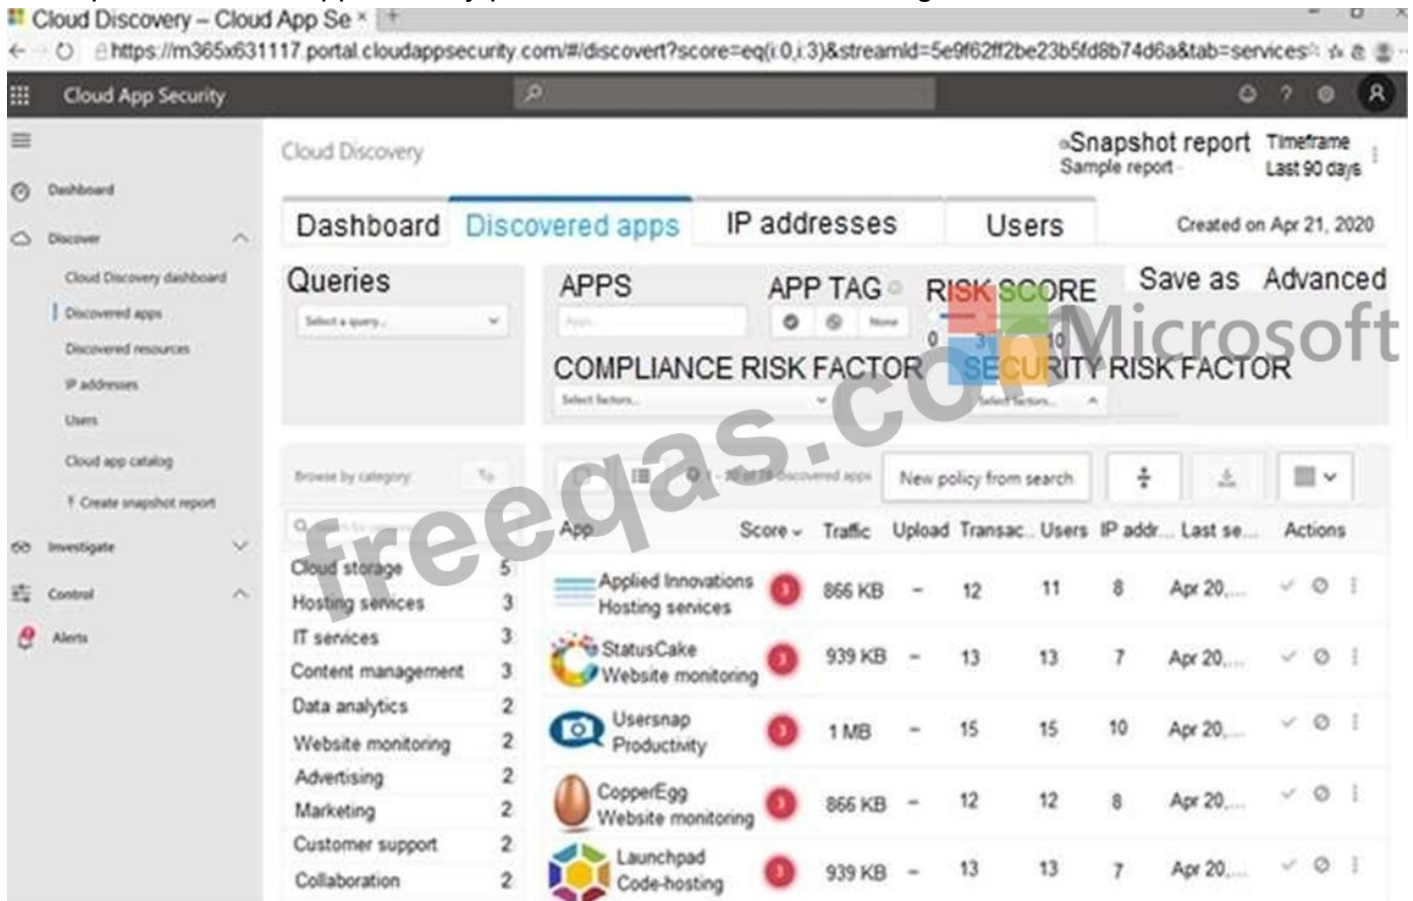 Cloud Discovery – Cloud App Se ×
https://m365x631117.portal.cloudappsecurity.com/#/discovert?score=eq(i:0,i:3)&streamId=5e9f62ff2be23b5fd8b74d6a&tab=services
Cloud App Security
Cloud Discovery
Snapshot report
Sample report
Timeframe
Last 90 days
Dashboard
Discover
Cloud Discovery dashboard
Discovered apps
Discovered resources
IP addresses
Users
Cloud app catalog
Create snapshot report
Investigate
Control
Alerts
Dashboard Discovered apps IP addresses Users
Created on Apr 21, 2020
Queries
Select a query...
APPS
Apps...
APP TAG
None
RISK SCORE
0 3 10
Save as Advanced
COMPLIANCE RISK FACTOR
Select factors...
SECURITY RISK FACTOR
Select factors...
Microsoft
freeqas.com
Browse by category:
Cloud storage 5
Hosting services 3
IT services 3
Content management 3
Data analytics 2
Website monitoring 2
Advertising 2
Marketing 2
Customer support 2
Collaboration 2
1 - 20 of 78 discovered apps
New policy from search
App Score Traffic Upload Transac... Users IP addr... Last se... Actions
Applied Innovations
Hosting services
3 866 KB – 12 11 8 Apr 20,...
StatusCake
Website monitoring
3 939 KB – 13 13 7 Apr 20,...
Usersnap
Productivity
3 1 MB – 15 15 10 Apr 20,...
CopperEgg
Website monitoring
3 866 KB – 12 12 8 Apr 20,...
Launchpad
Code-hosting
3 939 KB – 13 13 7 Apr 20,...